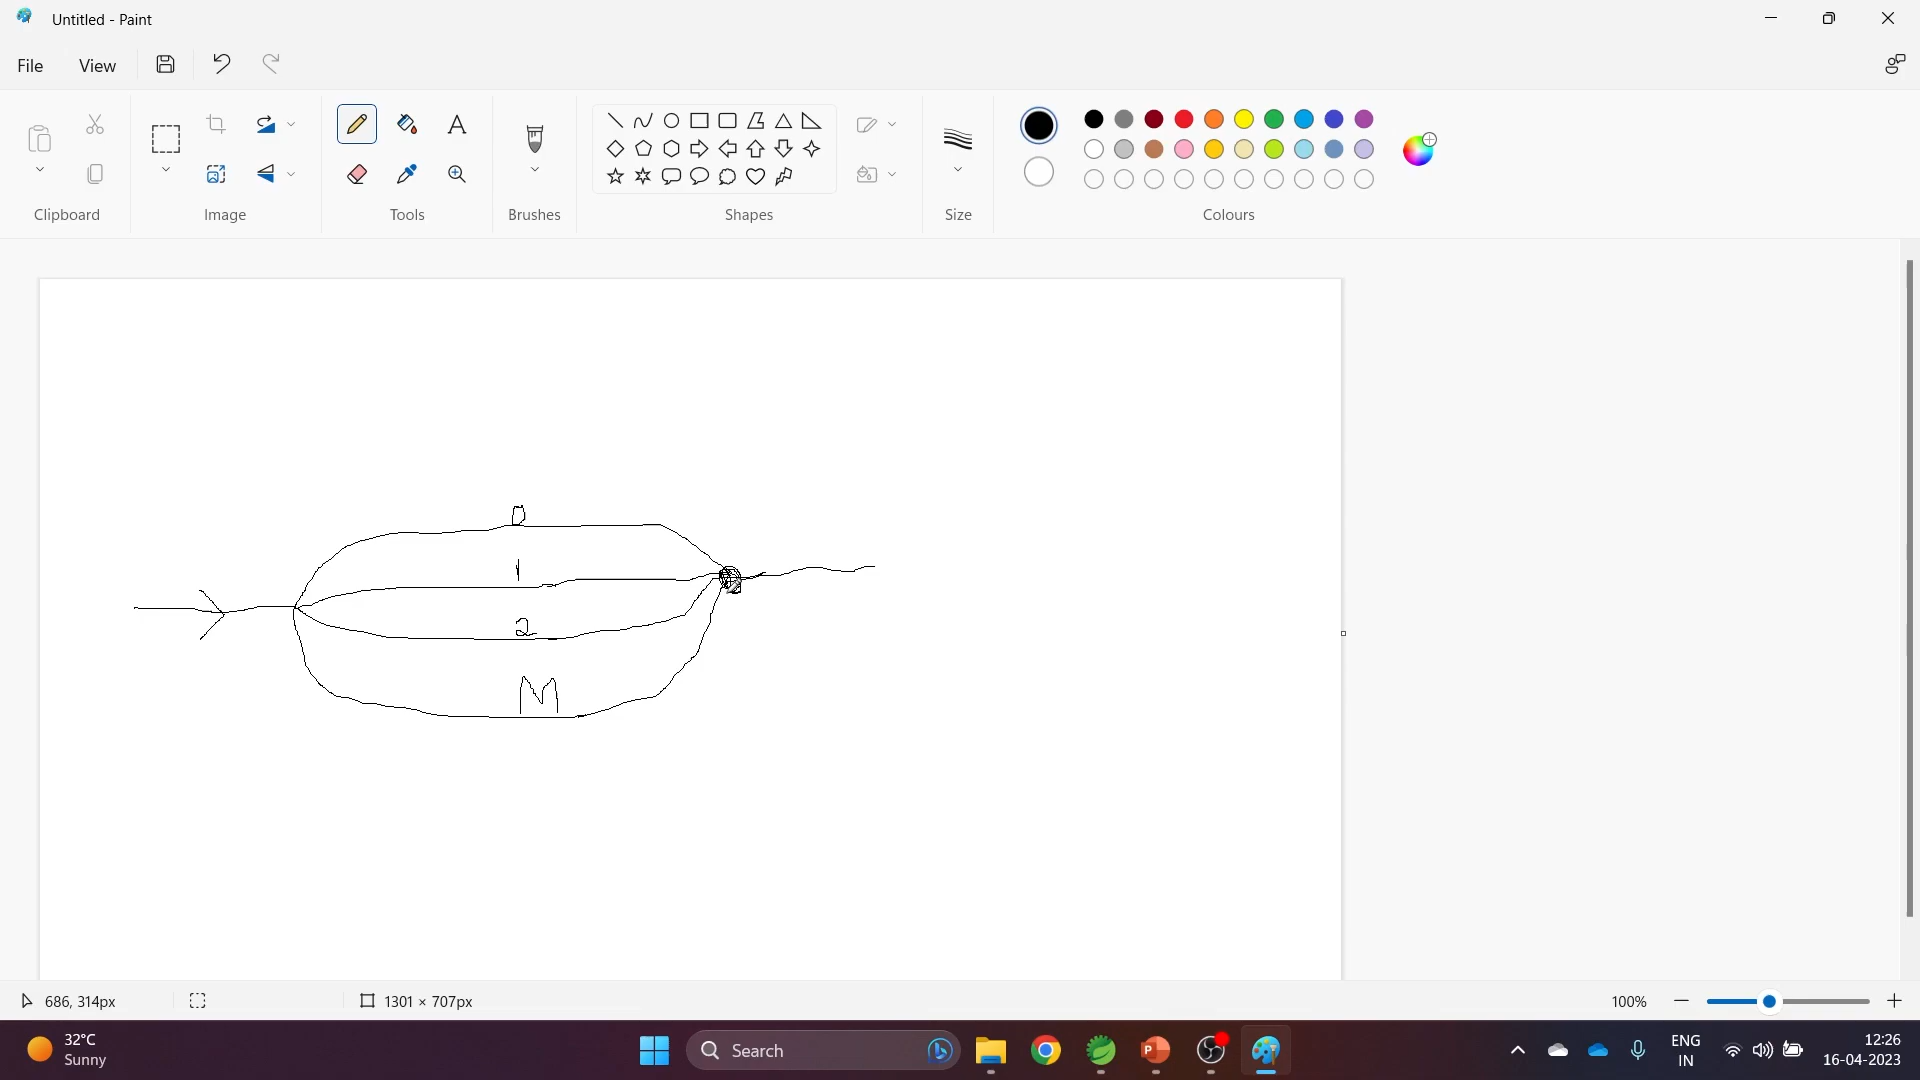 Untitled - Paint
File View
Clipboard Image Tools Brushes Shapes Size Colours
1
2
M
686, 314px 1301 × 707px 100%
32°C
Sunny
Search
ENG
IN
12:26
16-04-2023